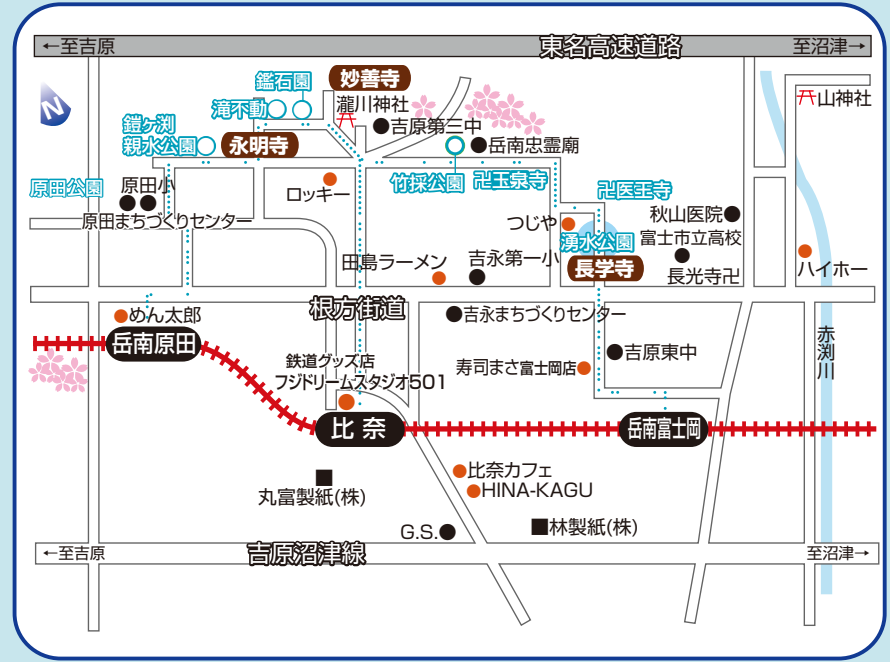 ←至吉原
東名高速道路
至沼津→
N
鑑石園
妙善寺
滝不動
瀧川神社
山神社
鎧ヶ渕
親水公園
永明寺
吉原第三中
岳南忠霊廟
原田公園
原田小
ロッキー
竹採公園
卍玉泉寺
卍医王寺
原田まちづくりセンター
つじや
秋山医院
湧水公園
富士市立高校
田島ラーメン
吉永第一小
長学寺
長光寺卍
ハイホー
めん太郎
根方街道
吉永まちづくりセンター
赤渕川
岳南原田
鉄道グッズ店
フジドリームスタジオ501
寿司まさ富士岡店
吉原東中
比奈
岳南富士岡
丸富製紙(株)
比奈カフェ
HINA-KAGU
G.S.
林製紙(株)
←至吉原
吉原沼津線
至沼津→